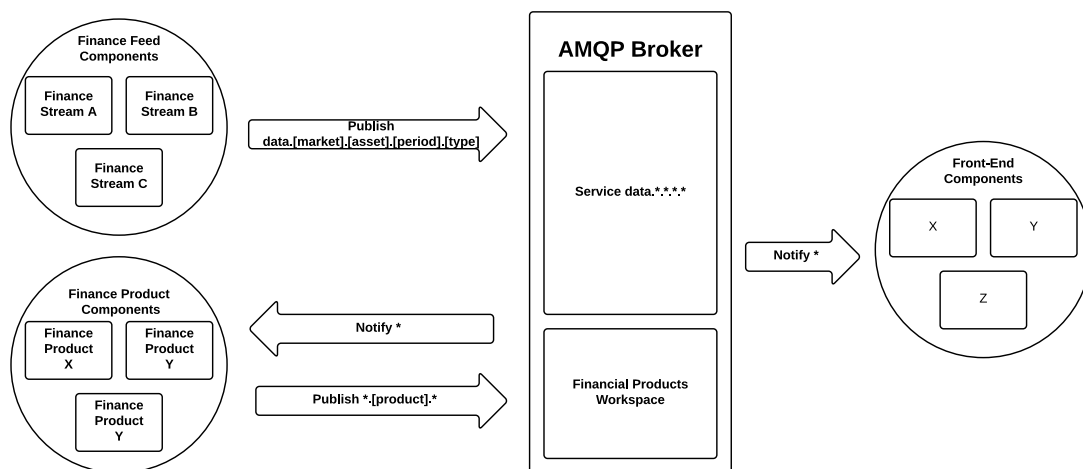 Finance Feed
Components
Finance
Stream A
Finance
Stream B
Finance
Stream C
Publish
data.[market].[asset].[period].[type]
AMQP Broker
Service data.*.*.*.*
Front-End
Components
X
Y
Z
Notify *
Finance Product
Components
Finance
Product
X
Finance
Product
Y
Finance
Product
Y
Notify *
Publish *.[product].*
Financial Products
Workspace